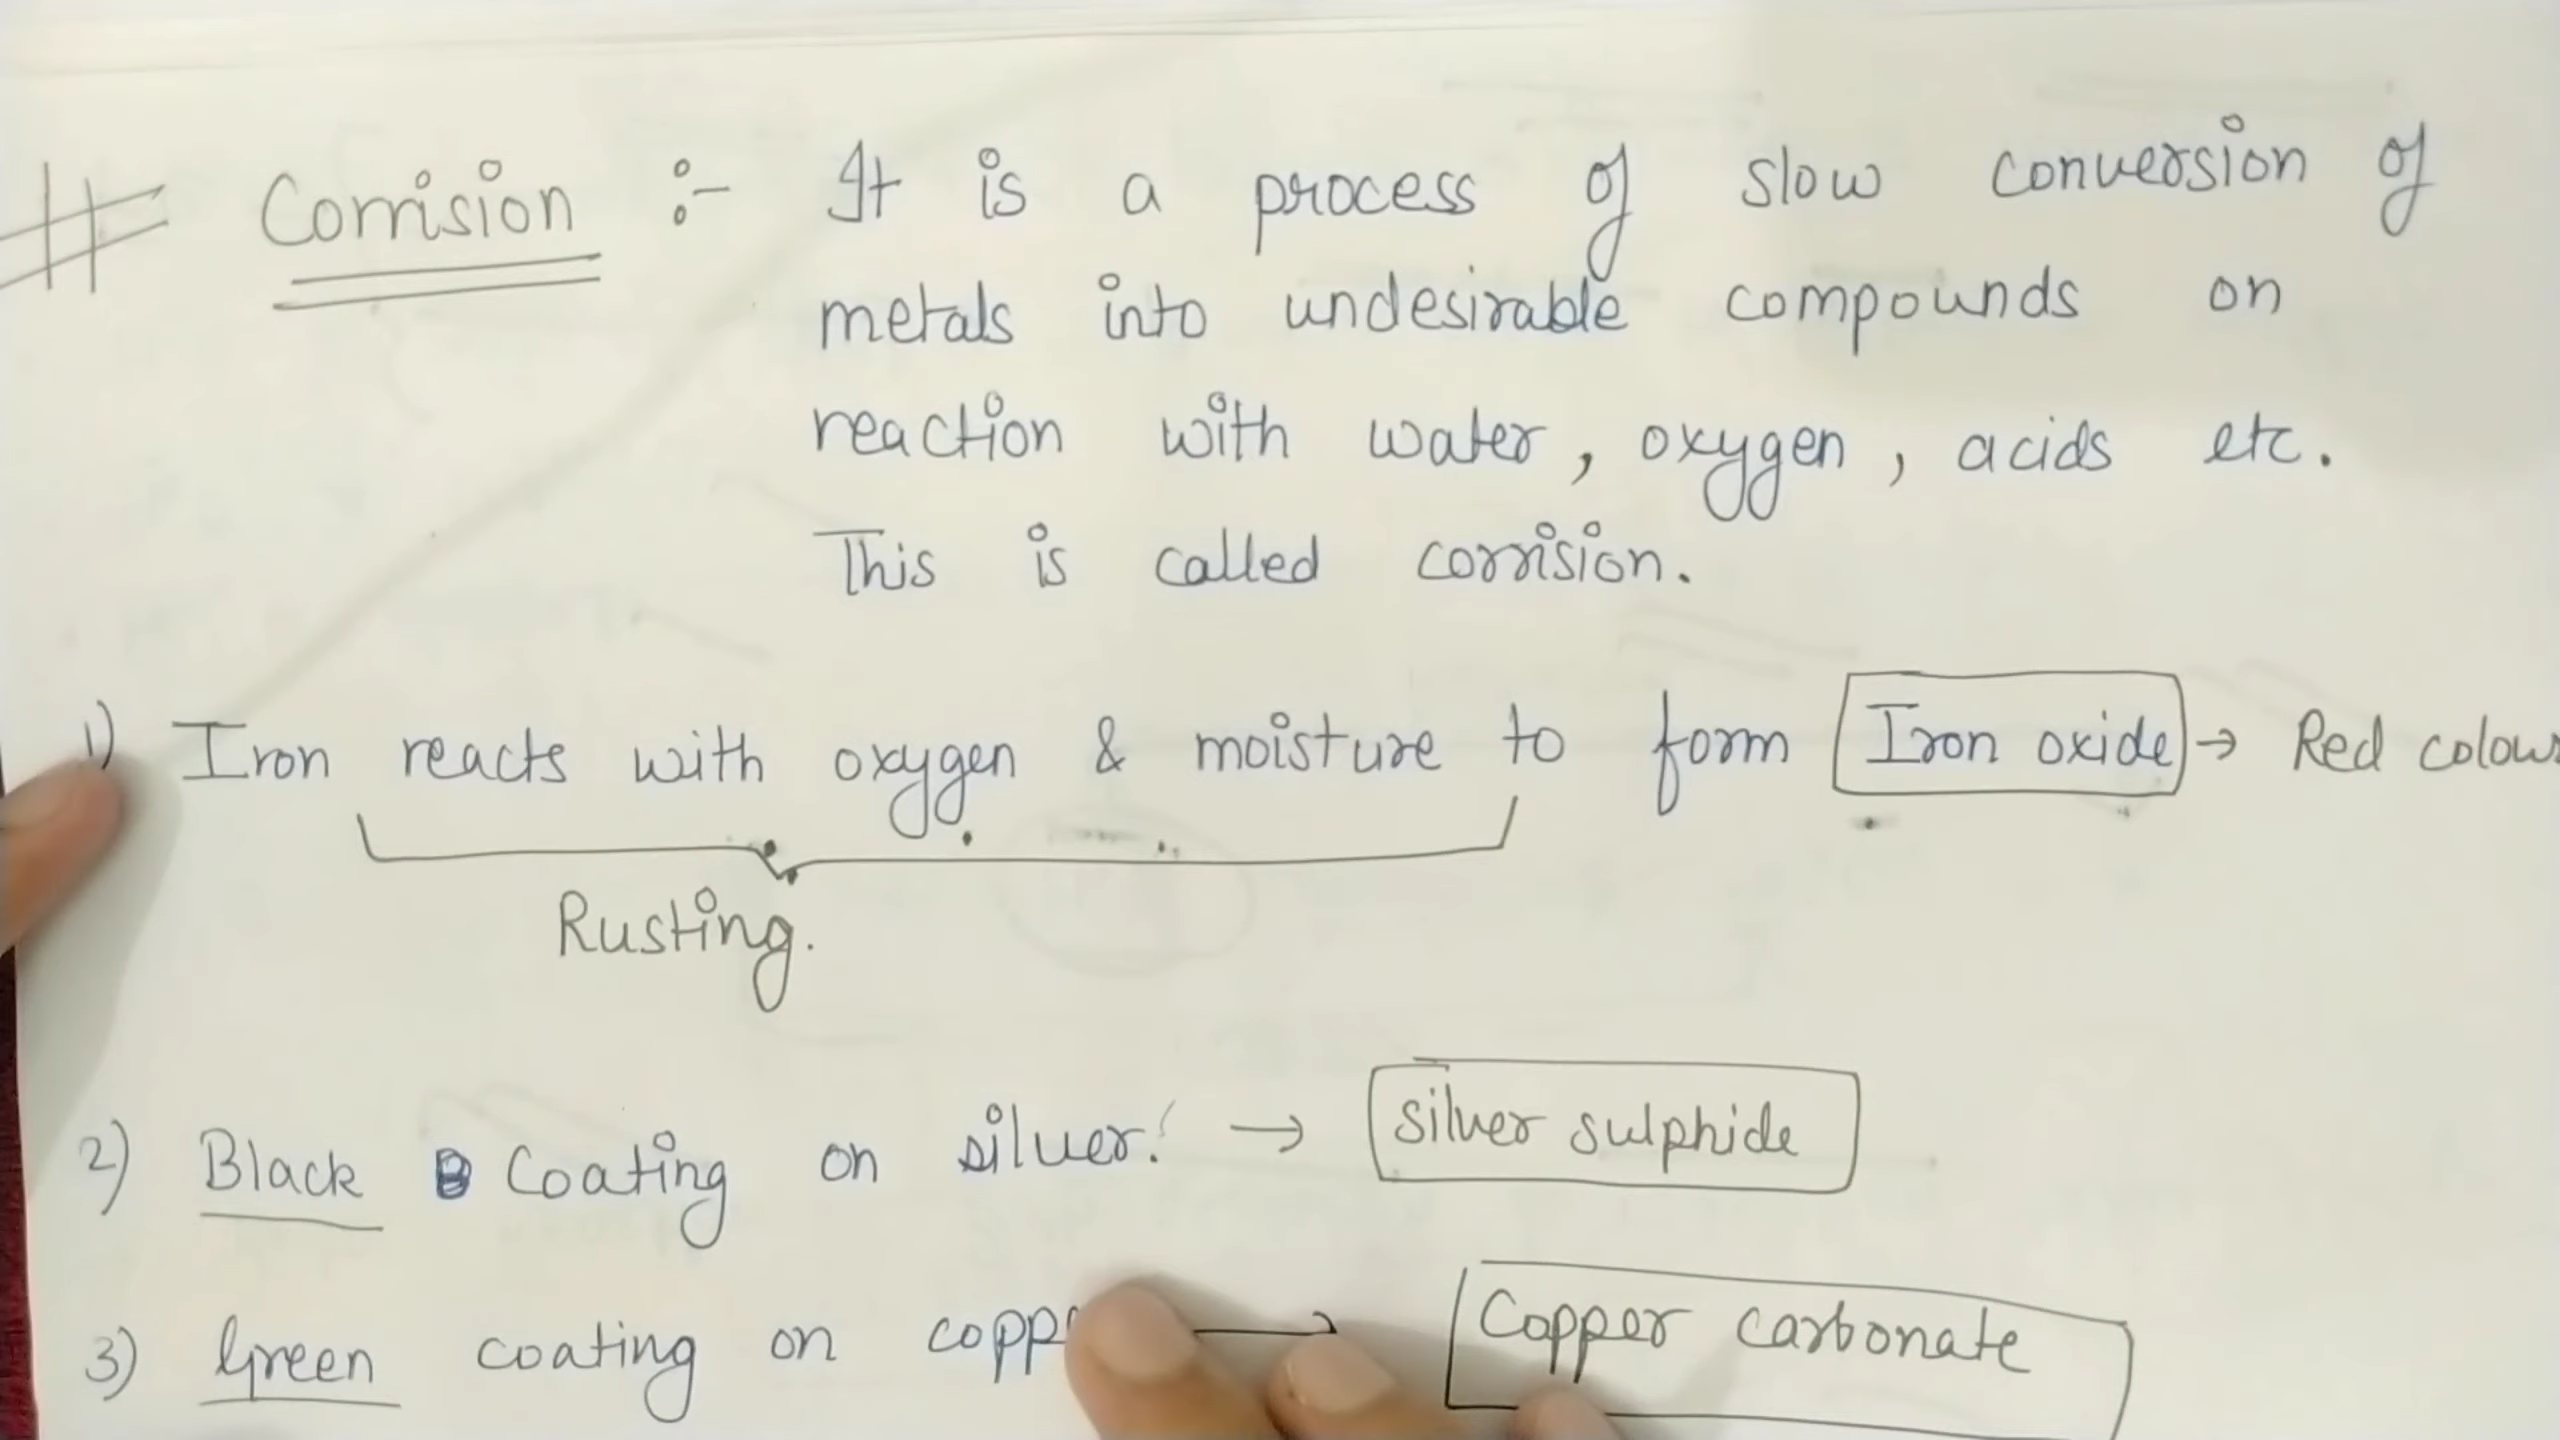 # Corrision :- It is a process of slow conversion of
metals into undesirable compounds on
reaction with water, oxygen, acids etc.
This is called corrision.
1) Iron reacts with oxygen & moisture to form Iron oxide → Red colour
Rusting.
2) Black Coating on silver. → Silver sulphide
3) Green coating on → Copper carbonate